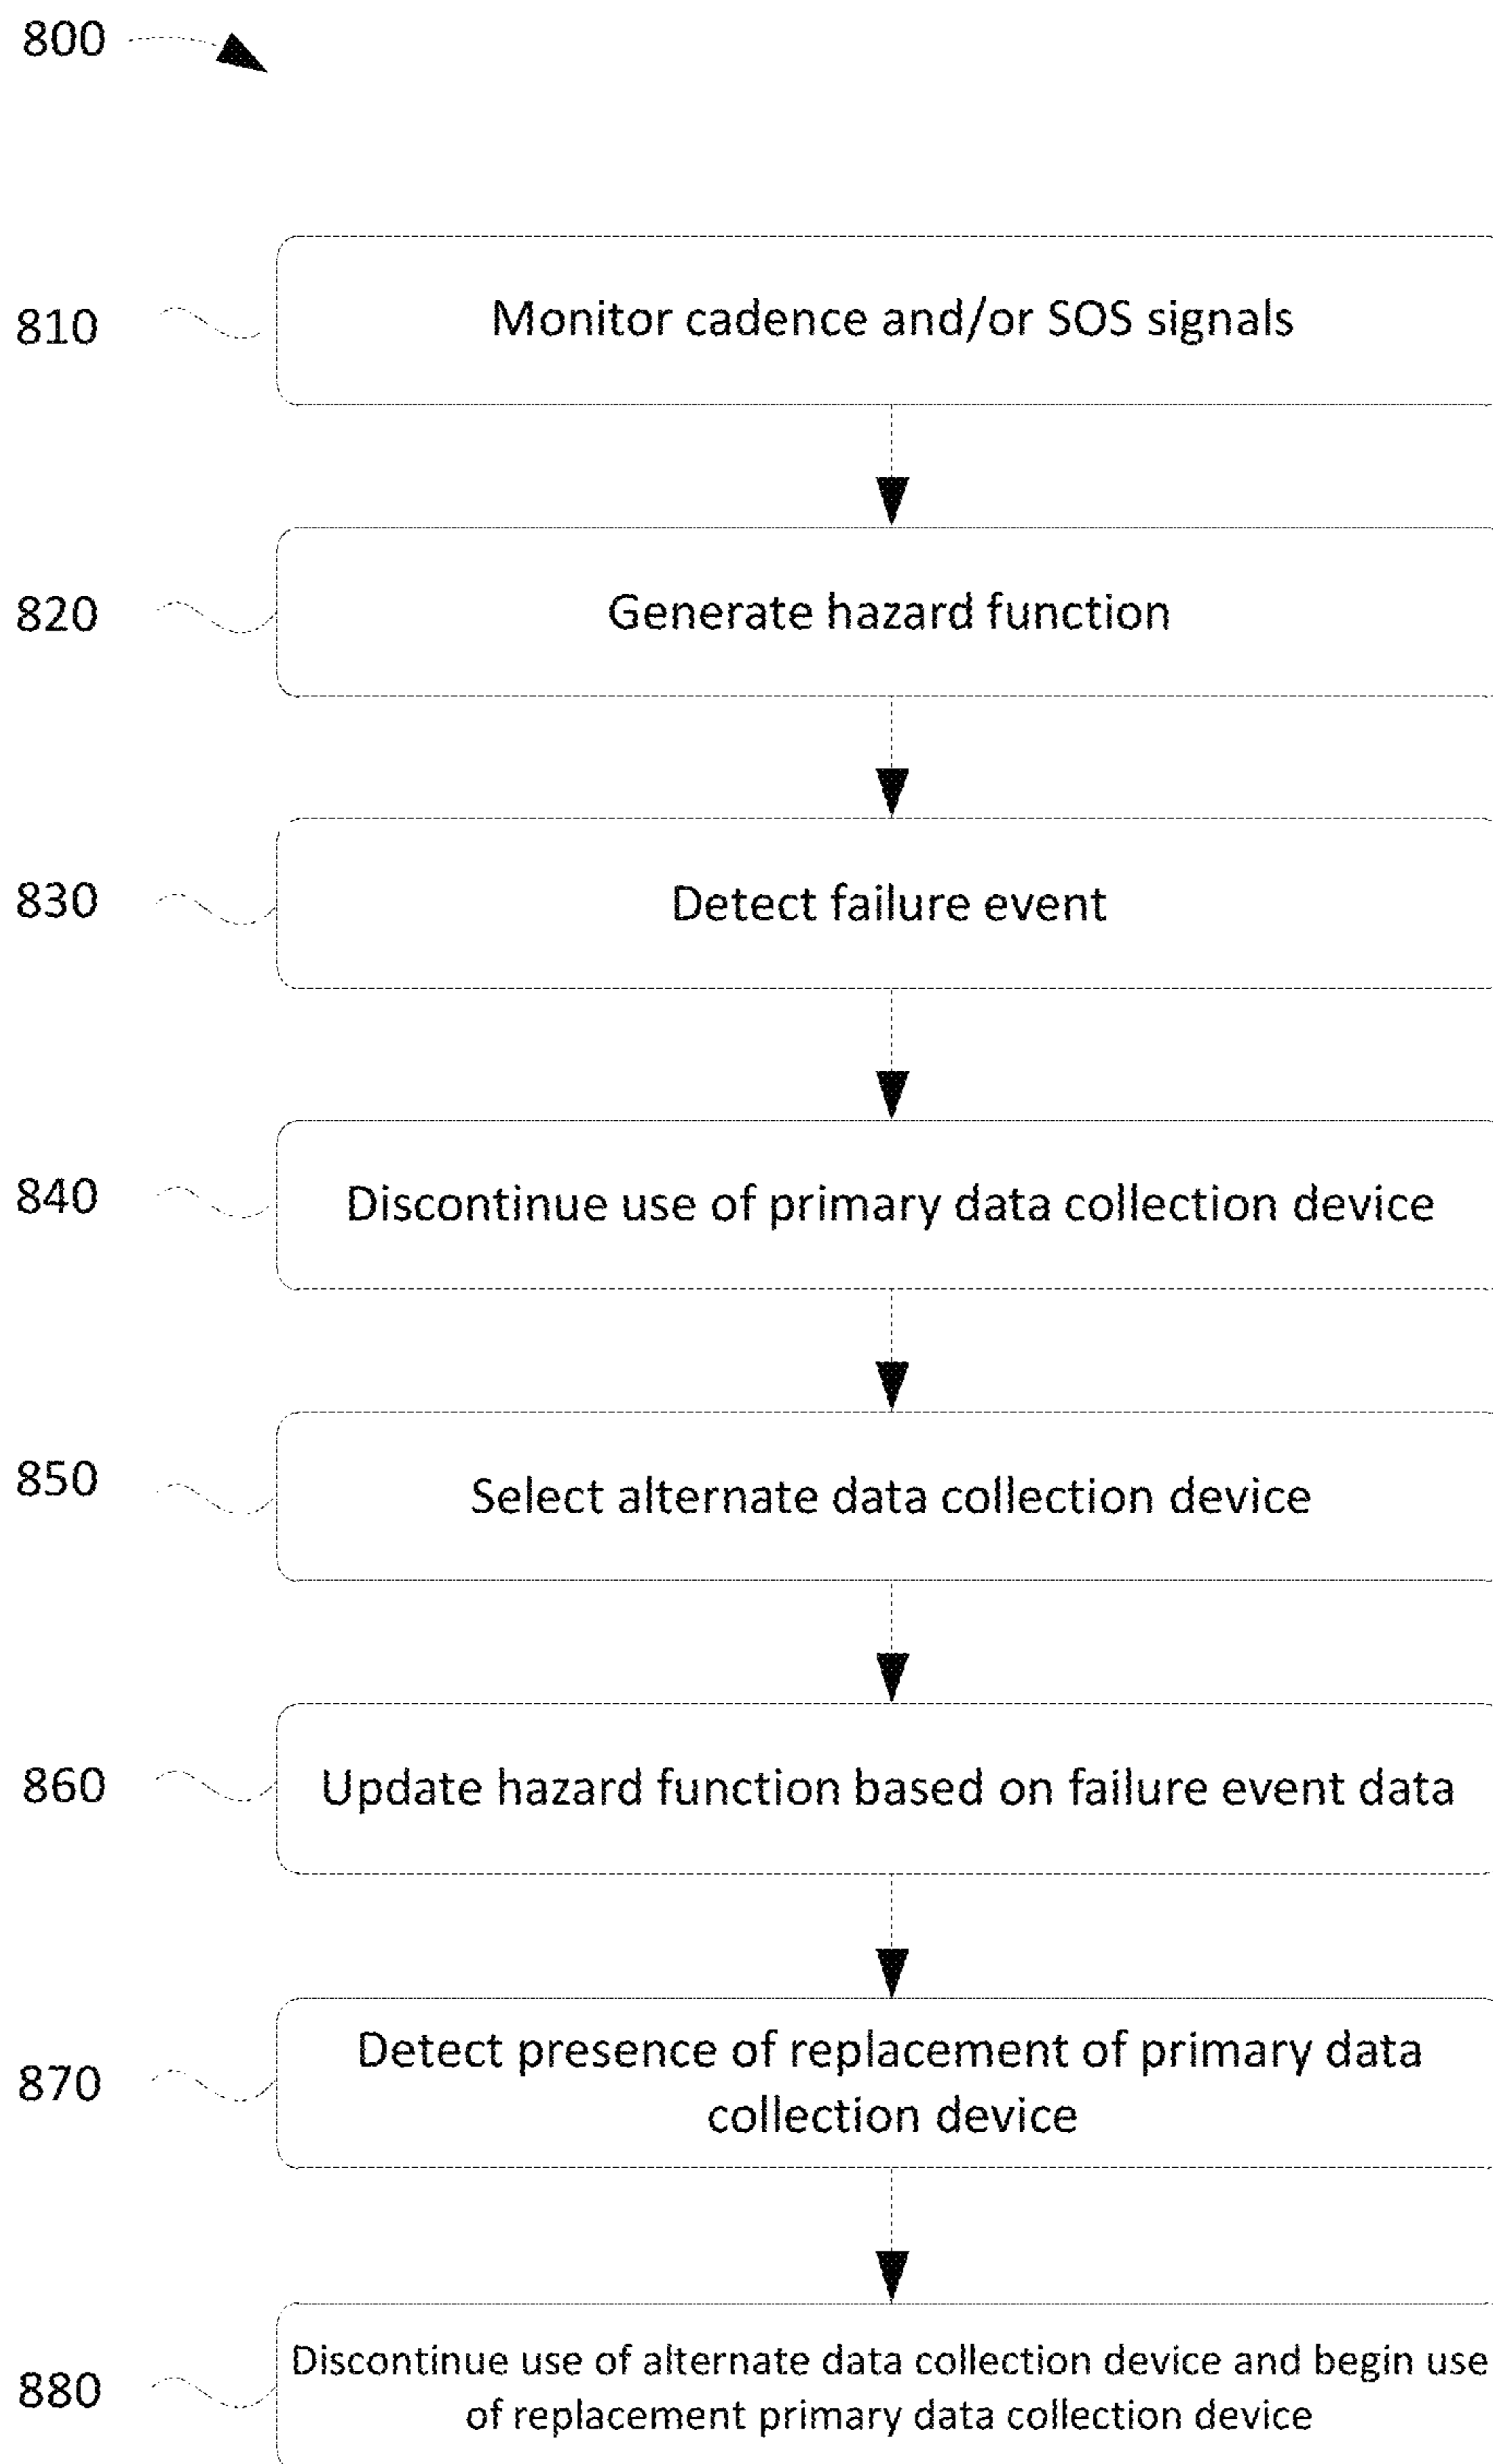 800
810
Monitor cadence and/or SOS signals
820
Generate hazard function
830
Detect failure event
840
Discontinue use of primary data collection device
850
Select alternate data collection device
860
Update hazard function based on failure event data
870
Detect presence of replacement of primary data
collection device
880
Discontinue use of alternate data collection device and begin use
of replacement primary data collection device